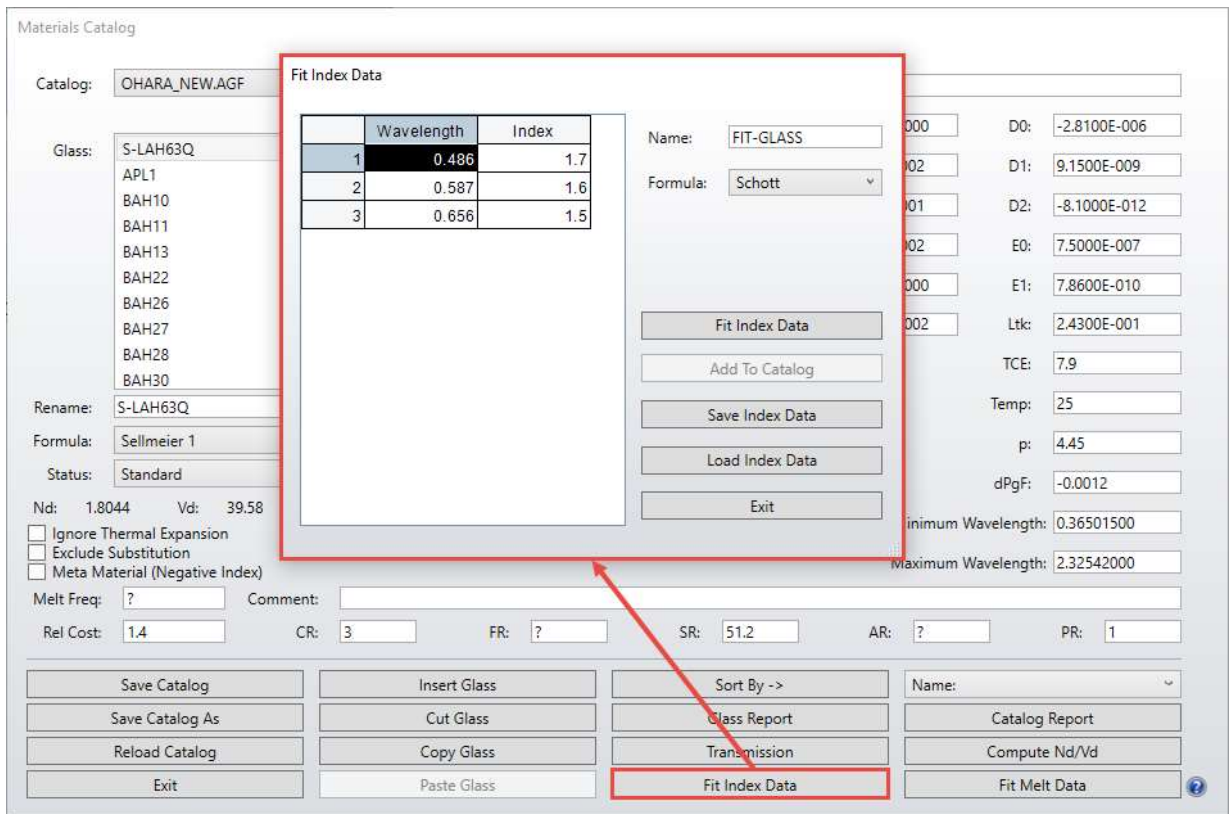 Materials Catalog
Catalog: OHARA_NEW.AGF
Glass: S-LAH63Q
APL1
BAH10
BAH11
BAH13
BAH22
BAH26
BAH27
BAH28
BAH30
Rename: S-LAH63Q
Formula: Sellmeier 1
Status: Standard
Nd: 1.8044 Vd: 39.58
Ignore Thermal Expansion
Exclude Substitution
Meta Material (Negative Index)
Fit Index Data
Wavelength Index
1 0.486 1.7
2 0.587 1.6
3 0.656 1.5
Name: FIT-GLASS
Formula: Schott
Fit Index Data
Add To Catalog
Save Index Data
Load Index Data
Exit
000 D0: -2.8100E-006
002 D1: 9.1500E-009
001 D2: -8.1000E-012
002 E0: 7.5000E-007
000 E1: 7.8600E-010
002 Ltk: 2.4300E-001
TCE: 7.9
Temp: 25
p: 4.45
dPgF: -0.0012
inimum Wavelength: 0.36501500
Maximum Wavelength: 2.32542000
Melt Freq: ? Comment:
Rel Cost: 1.4 CR: 3 FR: ? SR: 51.2 AR: ? PR: 1
Save Catalog Insert Glass Sort By -> Name:
Save Catalog As Cut Glass Glass Report Catalog Report
Reload Catalog Copy Glass Transmission Compute Nd/Vd
Exit Paste Glass Fit Index Data Fit Melt Data